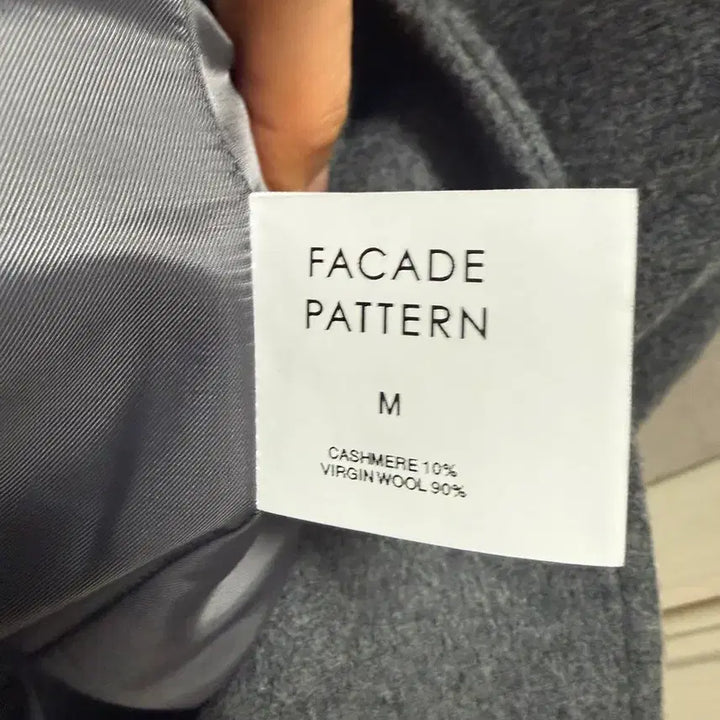 FACADE
PATTERN
M
CASHMERE 10%
VIRGIN WOOL 90%